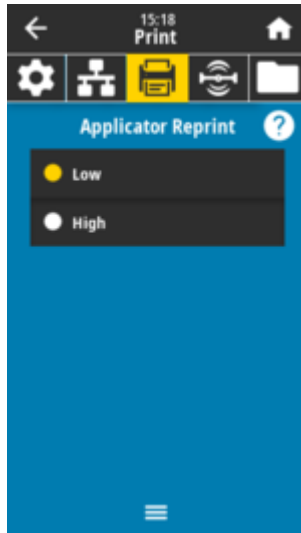 15:18
Print
Applicator Reprint
?
Low
High